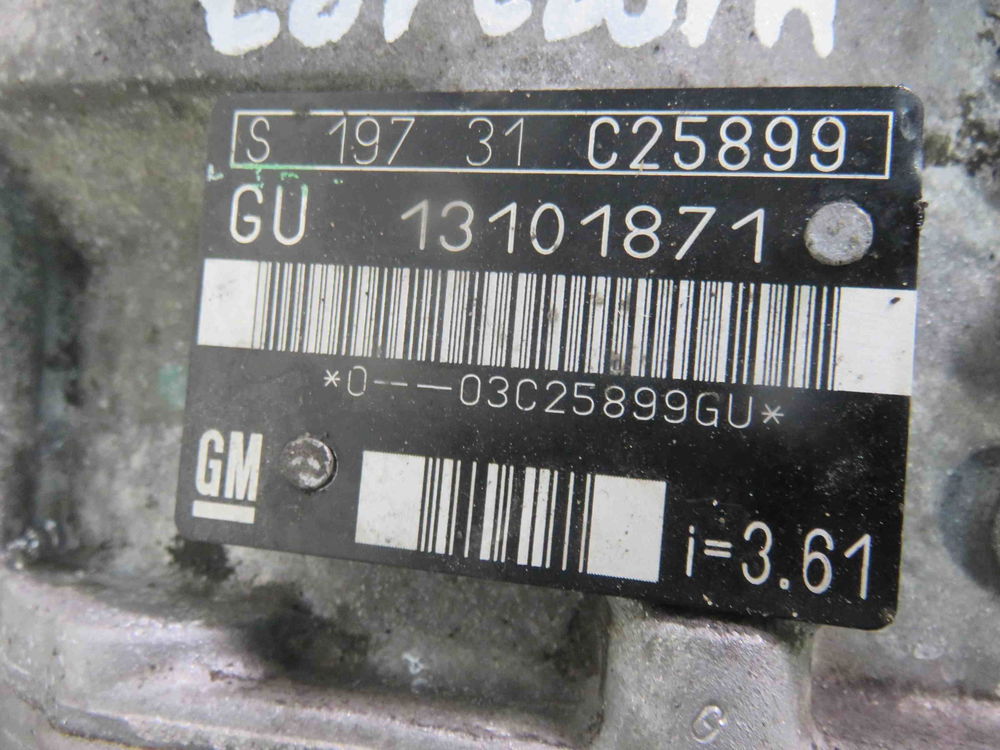 S 197 31 C25899
GU 13101871
*0---03C25899GU*
GM
i=3.61
G